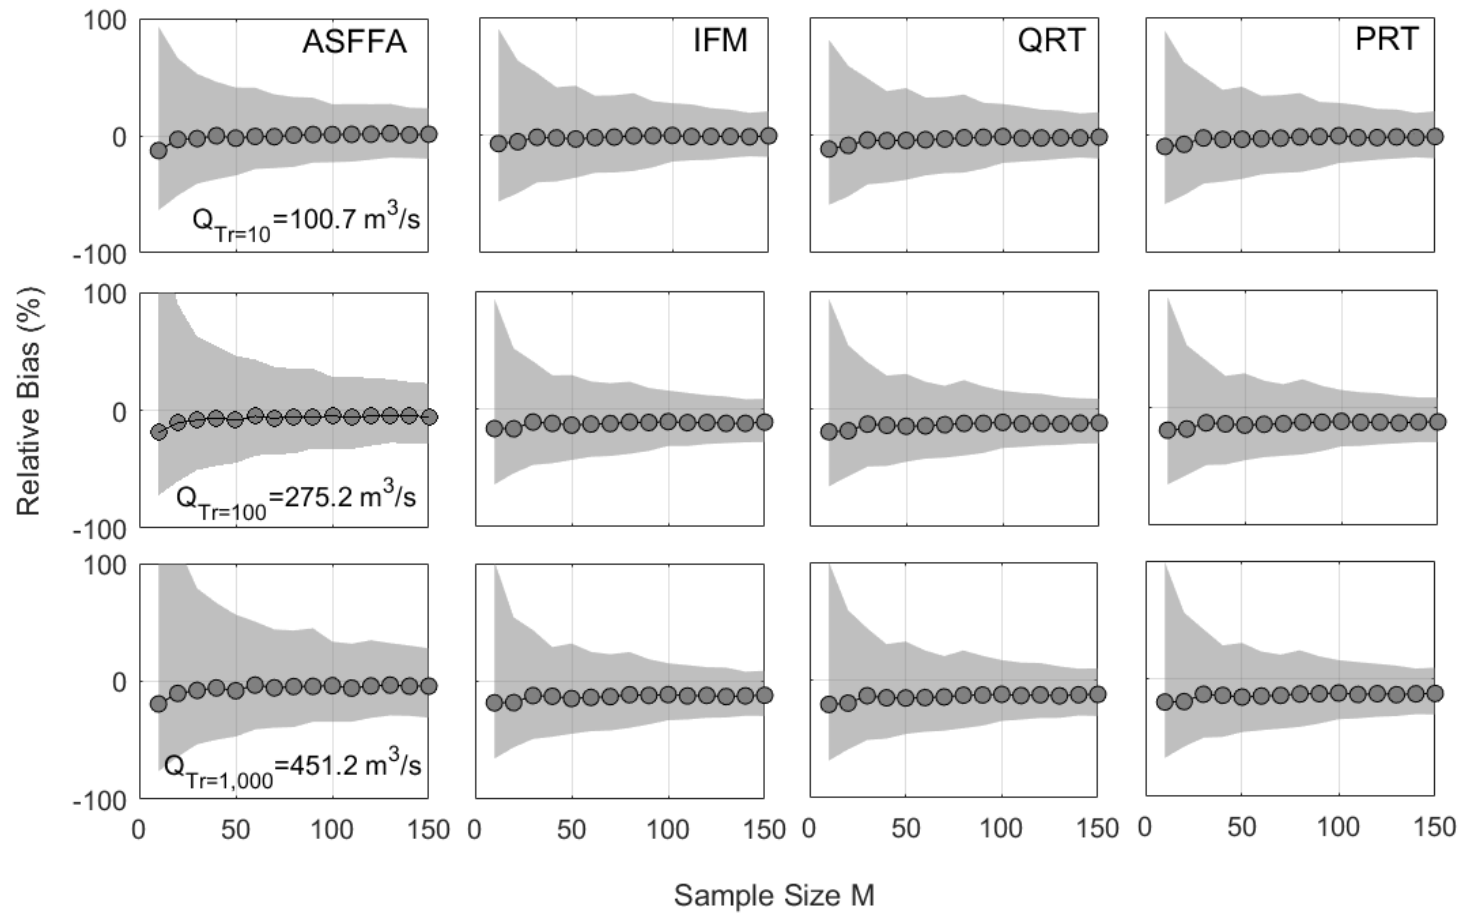 100
0
-100
ASFFA
IFM
QRT
PRT
Q_Tr=10=100.7 m³/s
Relative Bias (%)
100
0
-100
Q_Tr=100=275.2 m³/s
100
0
-100
Q_Tr=1,000=451.2 m³/s
0 50 100 150
0 50 100 150
0 50 100 150
0 50 100 150
Sample Size M